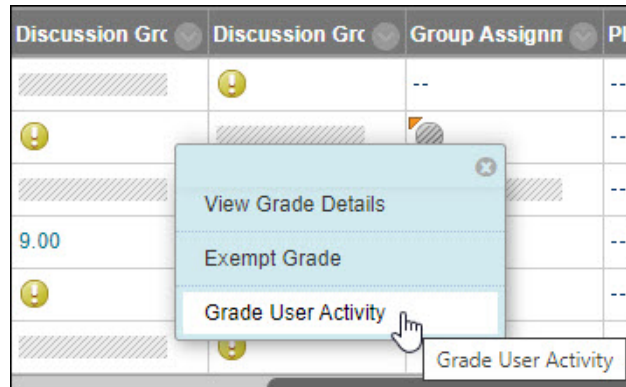 Discussion Grc Discussion Grc Group Assignm Pl
! --  --
! --
--
View Grade Details
9.00 --
Exempt Grade
! --
Grade User Activity
!
Grade User Activity